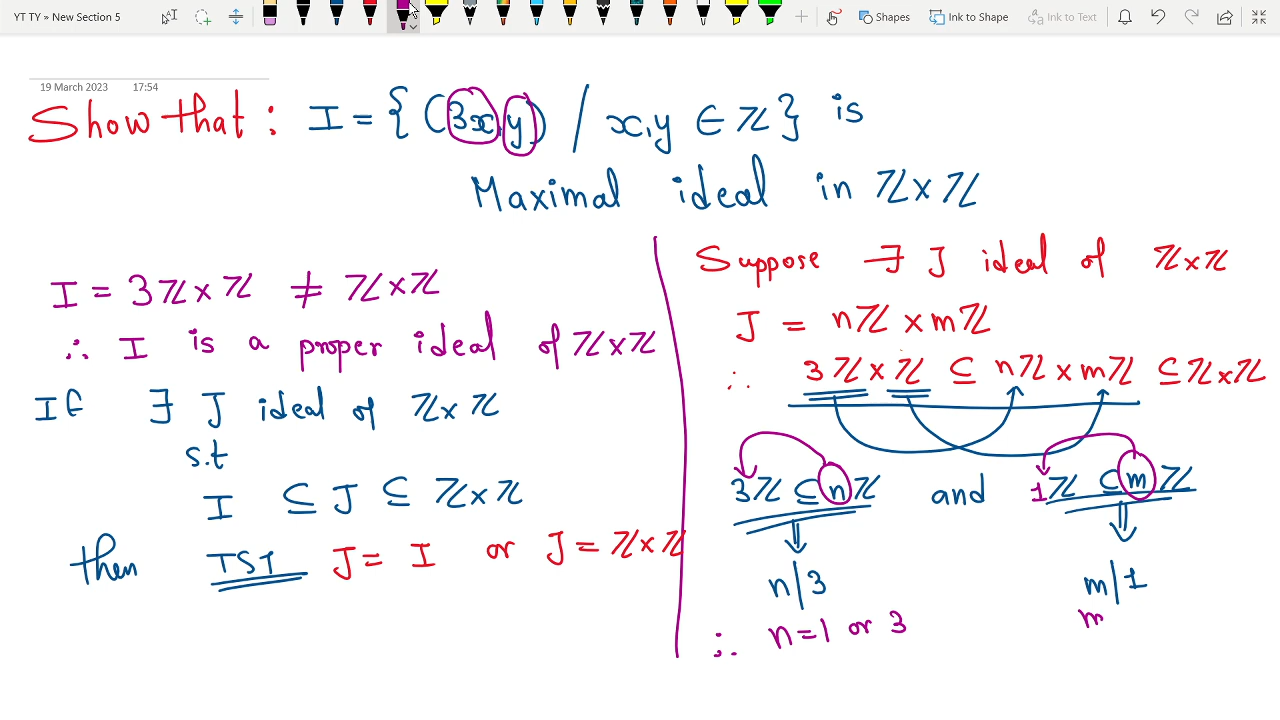 YT TY » New Section 5
Shapes
Ink to Shape
Ink to Text
19 March 2023 17:54
Show that : I = { (3x, y) / x,y ∈ ℤ } is
Maximal ideal in ℤ×ℤ
I = 3ℤ×ℤ ≠ ℤ×ℤ
∴ I is a proper ideal of ℤ×ℤ
If ∃ J ideal of ℤ×ℤ
s.t
I ⊆ J ⊆ ℤ×ℤ
then TST J = I or J = ℤ×ℤ
Suppose ∃ J ideal of ℤ×ℤ
J = nℤ×mℤ
∴ 3ℤ×ℤ ⊆ nℤ×mℤ ⊆ ℤ×ℤ
3ℤ ⊆ nℤ and 1ℤ ⊆ mℤ
n/3 m/1
∴ n=1 or 3 m